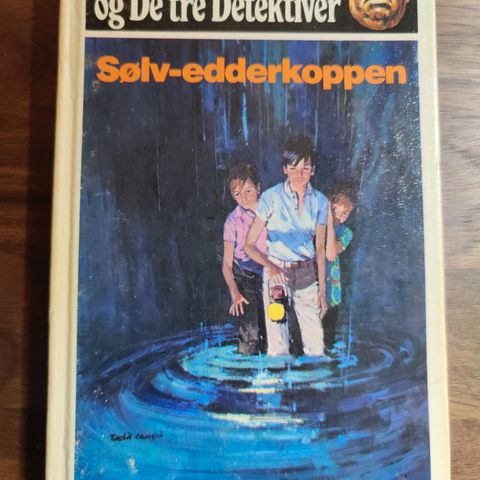 og De tre Detektiver
Sølv-edderkoppen